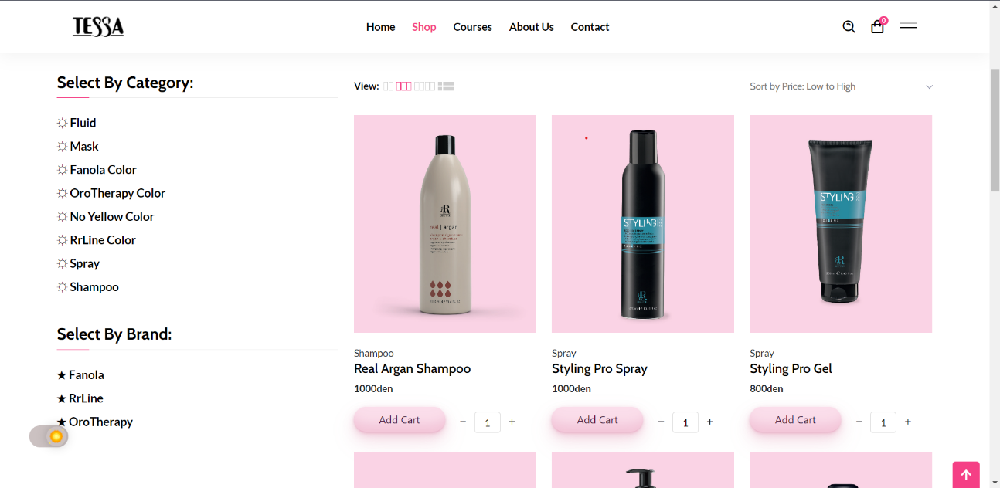 TESSA
Home Shop Courses About Us Contact
0
Select By Category:
Fluid
Mask
Fanola Color
OroTherapy Color
No Yellow Color
RrLine Color
Spray
Shampoo
Select By Brand:
Fanola
RrLine
OroTherapy
View:
Sort by Price: Low to High
R
real | argan
STYLING
STYLING
Shampoo
Real Argan Shampoo
1000den
Add Cart − 1 +
Spray
Styling Pro Spray
1000den
Add Cart − 1 +
Spray
Styling Pro Gel
800den
Add Cart − 1 +